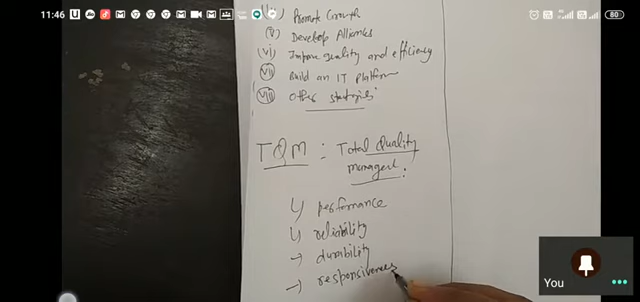 11:46
80
Promote Growth
(v) Develop Alliances
(vi) Improve quality and efficiency
(vii) Build an IT Platform
(viii) Other strategies
TQM : Total Quality
managent :
↳ performance
↳ reliability
→ durability
→ responsiveness
You